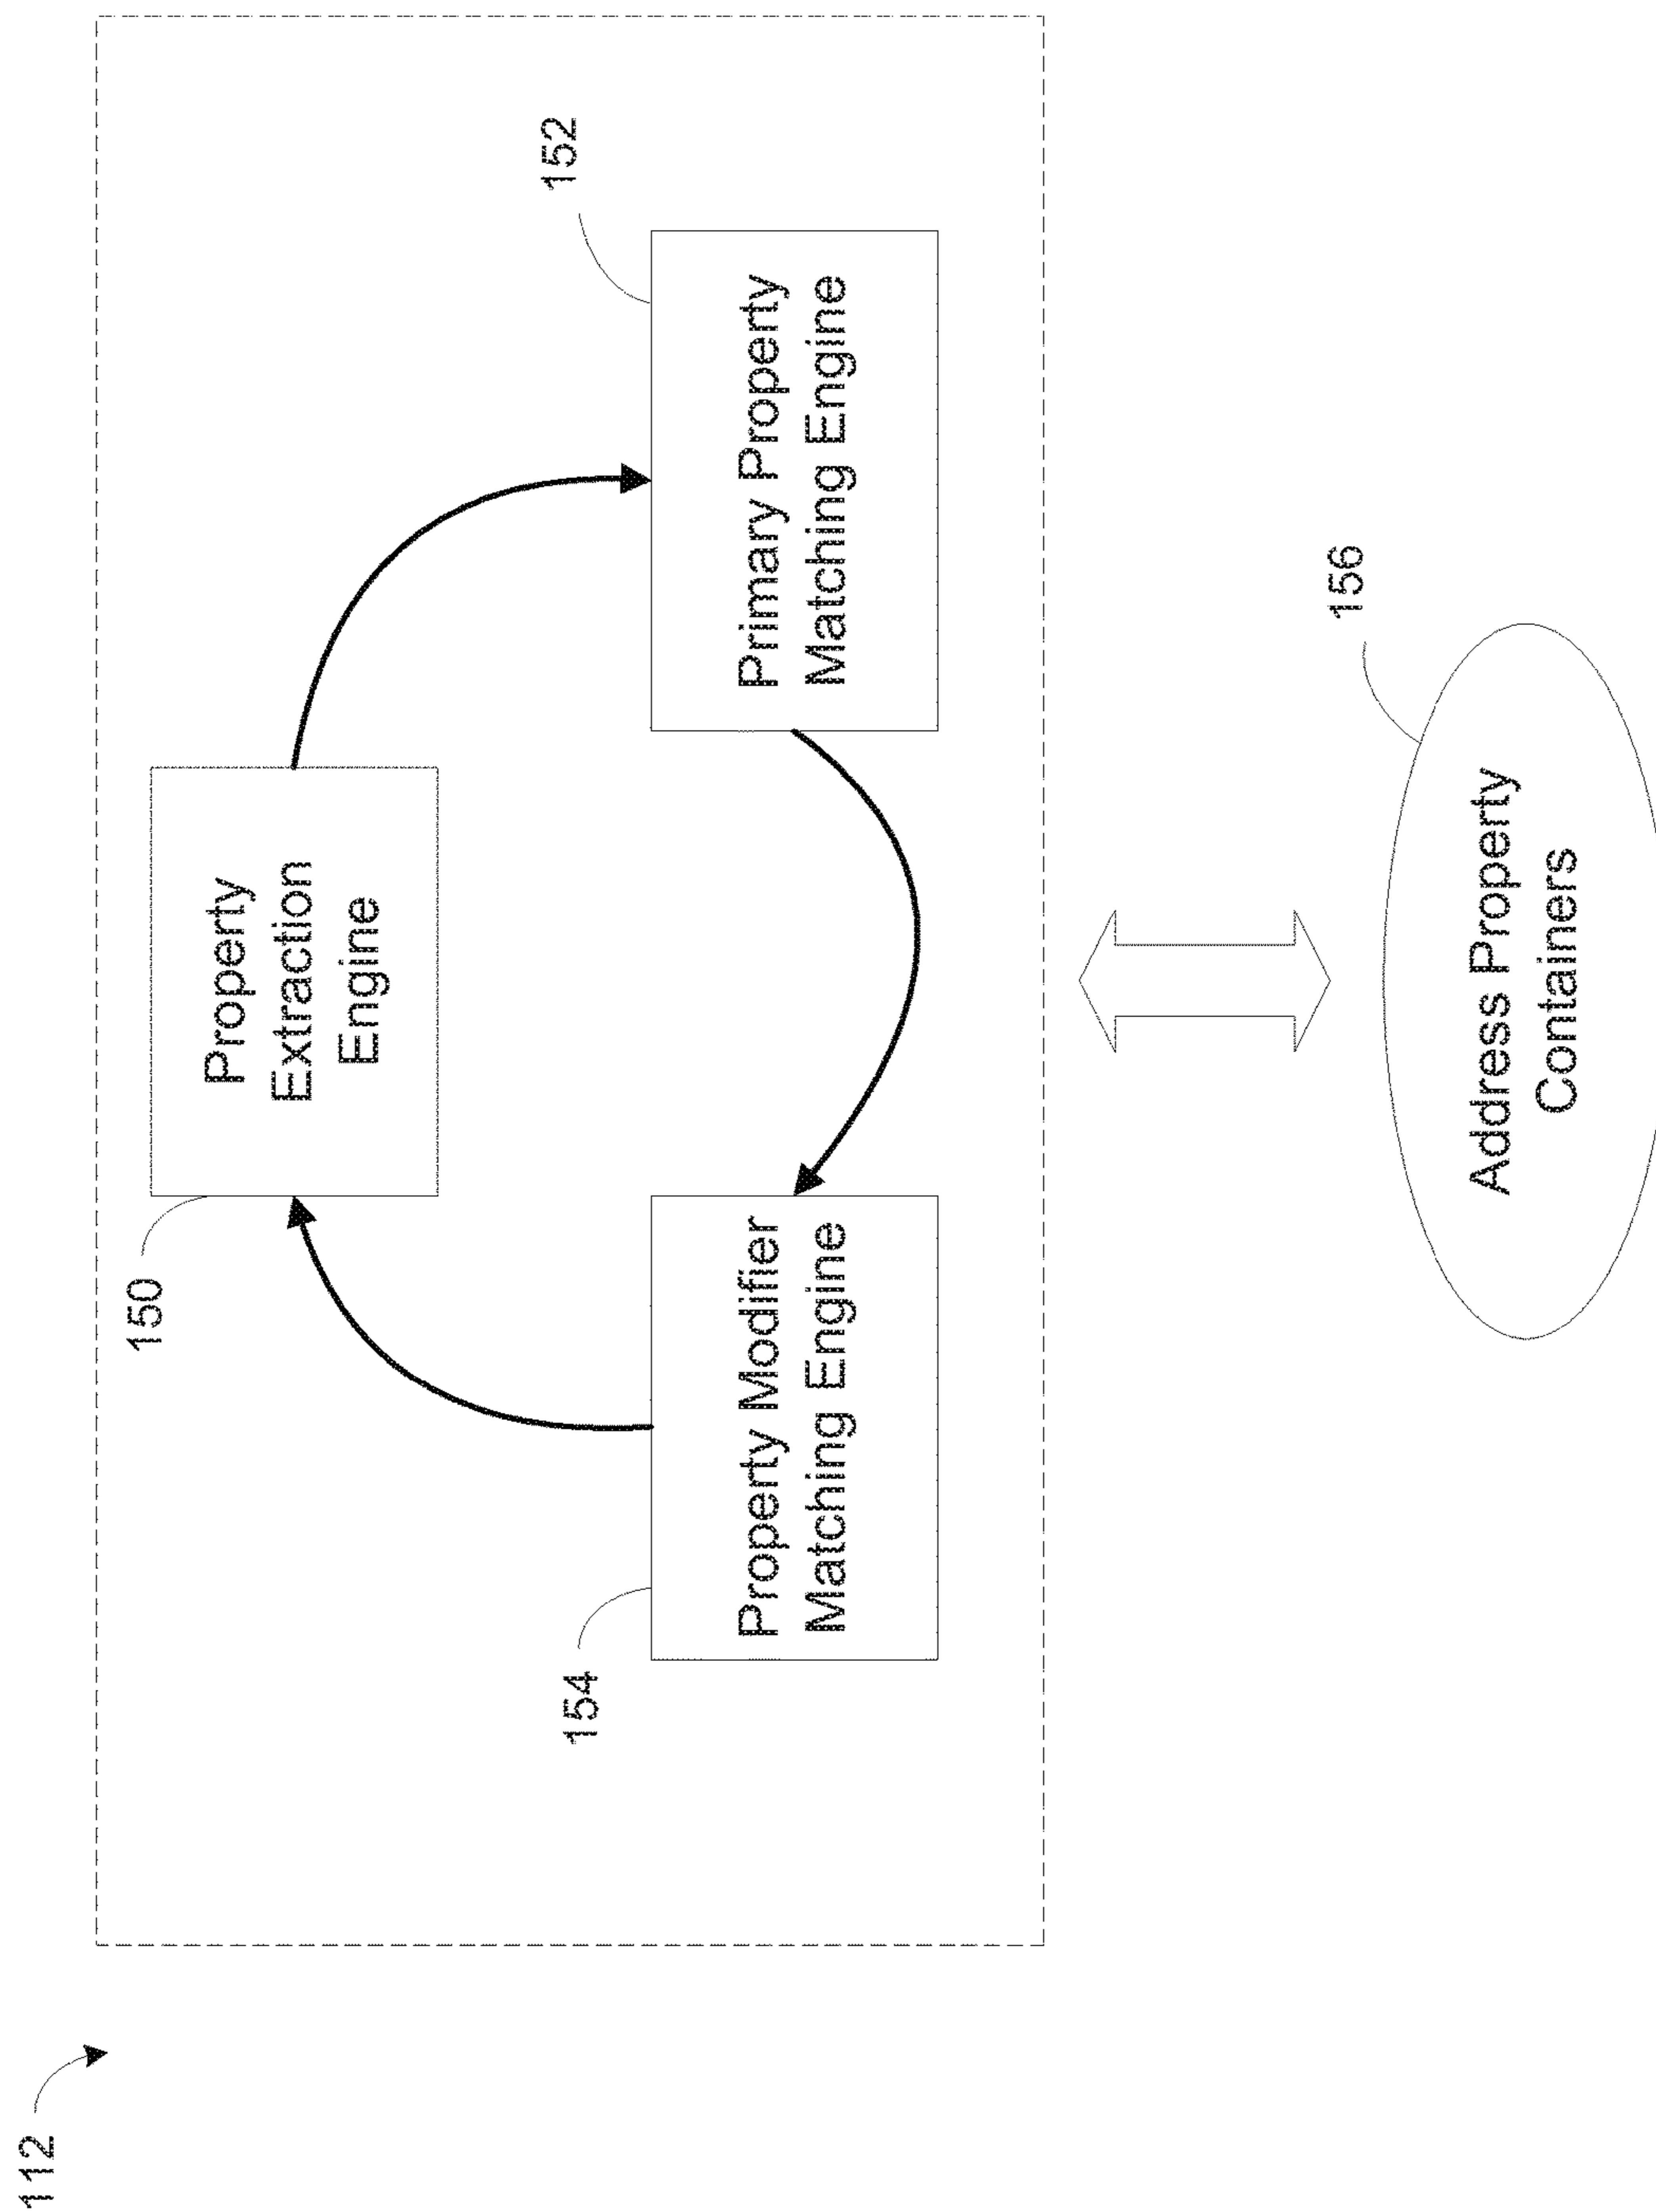 112
150
Property
Extraction
Engine
152
Primary Property
Matching Engine
154
Property Modifier
Matching Engine
156
Address Property
Containers